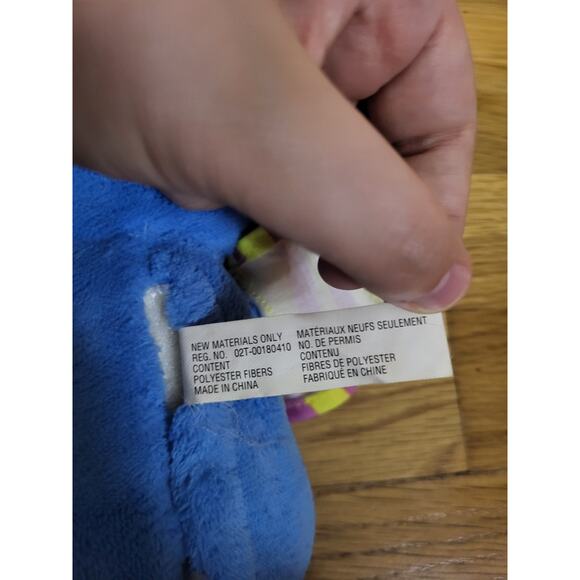 NEW MATERIALS ONLY
REG. NO. 02T-00180410
CONTENT
POLYESTER FIBERS
MADE IN CHINA
MATÉRIAUX NEUFS SEULEMENT
NO. DE PERMIS
CONTENU
FIBRES DE POLYESTER
FABRIQUÉ EN CHINE